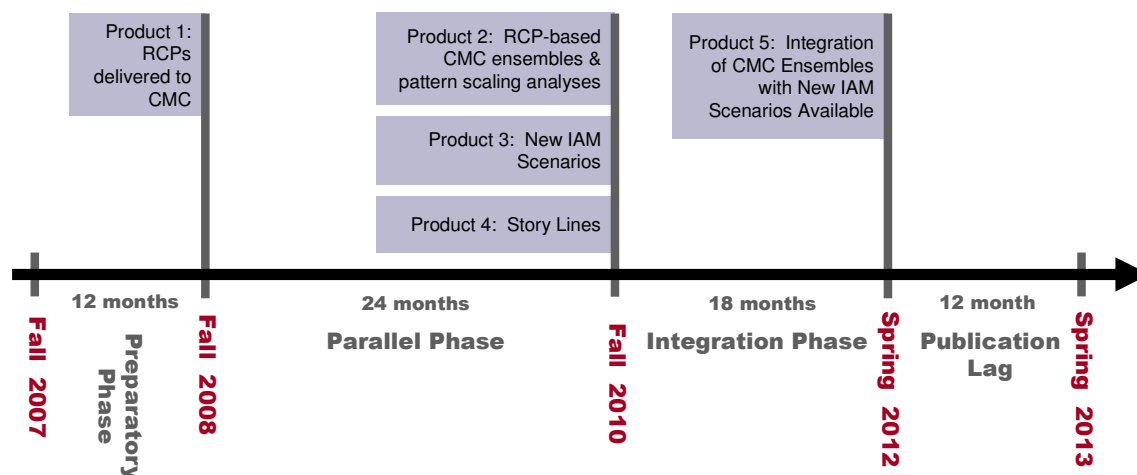 Product 1:
RCPs
delivered to
CMC
Product 2:  RCP-based
CMC ensembles &
pattern scaling analyses
Product 3:  New IAM
Scenarios
Product 4:  Story Lines
Product 5:  Integration
of CMC Ensembles
with New IAM
Scenarios Available
12 months
24 months
18 months
12 month
Fall 2007
Preparatory
Phase
Fall 2008
Parallel Phase
Fall 2010
Integration Phase
Spring 2012
Publication
Lag
Spring 2013